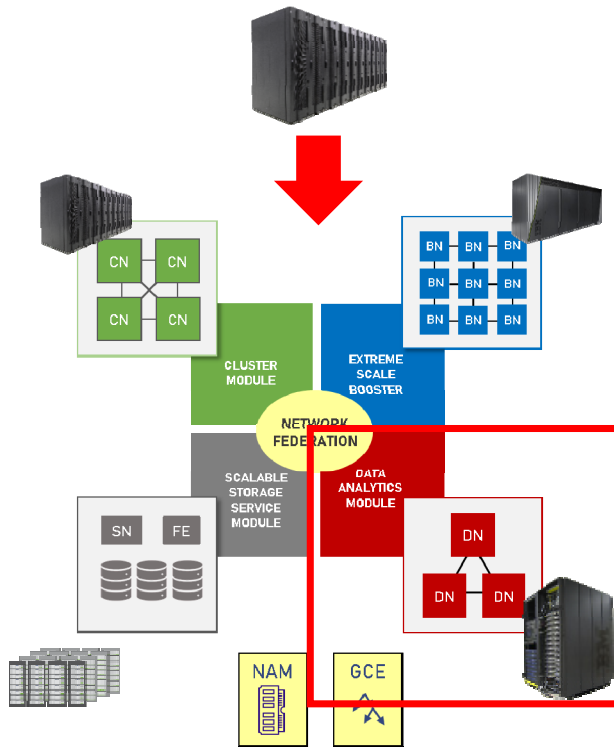 CN CN
CN CN
BN BN BN
BN BN BN
BN BN BN
CLUSTER
MODULE
EXTREME
SCALE
BOOSTER
NETWORK
FEDERATION
SCALABLE
STORAGE
SERVICE
MODULE
DATA
ANALYTICS
MODULE
SN FE
DN
DN DN
NAM
GCE